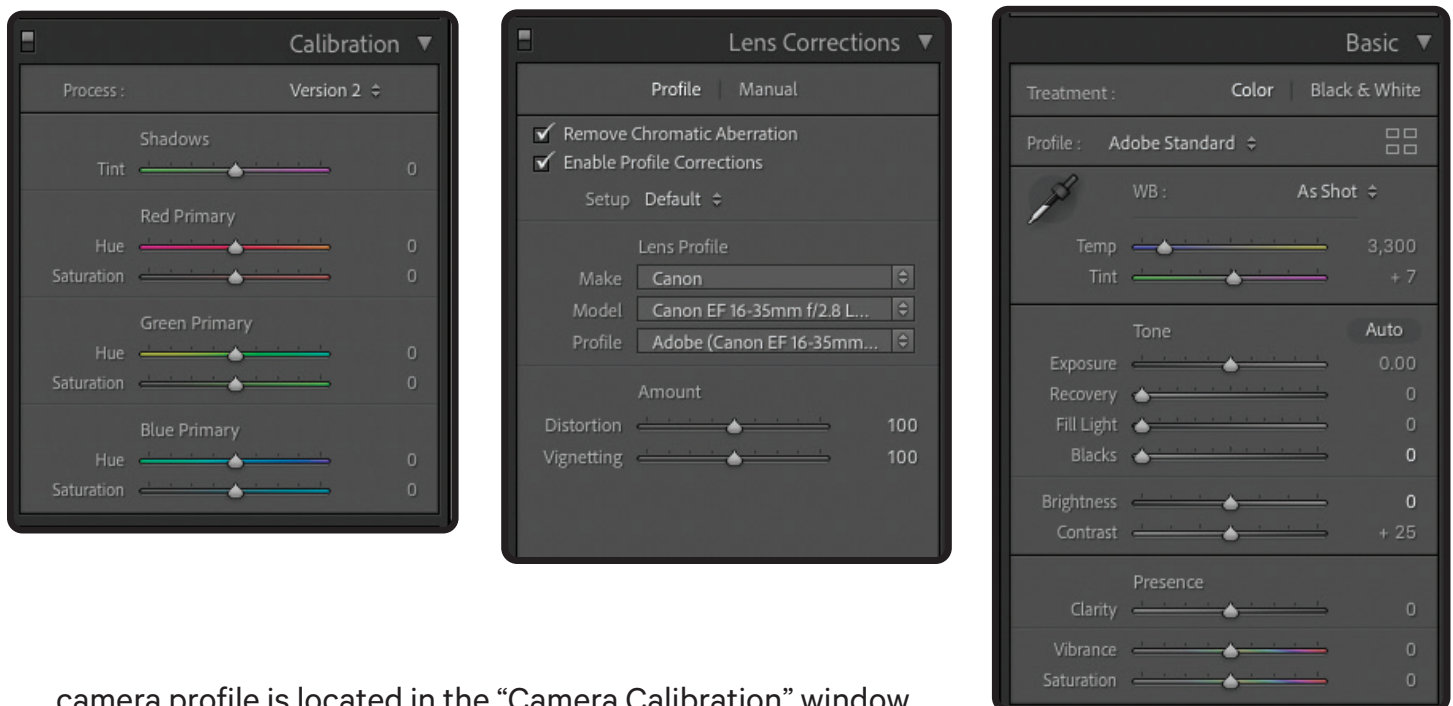 Calibration
Process : Version 2
Shadows
Tint 0
Red Primary
Hue 0
Saturation 0
Green Primary
Hue 0
Saturation 0
Blue Primary
Hue 0
Saturation 0
Lens Corrections
Profile | Manual
Remove Chromatic Aberration
Enable Profile Corrections
Setup Default
Lens Profile
Make Canon
Model Canon EF 16-35mm f/2.8 L...
Profile Adobe (Canon EF 16-35mm...
Amount
Distortion 100
Vignetting 100
Basic
Treatment : Color | Black & White
Profile : Adobe Standard
WB : As Shot
Temp 3,300
Tint + 7
Tone Auto
Exposure 0.00
Recovery 0
Fill Light 0
Blacks 0
Brightness 0
Contrast + 25
Presence
Clarity 0
Vibrance 0
Saturation 0
camera profile is located in the “Camera Calibration” window